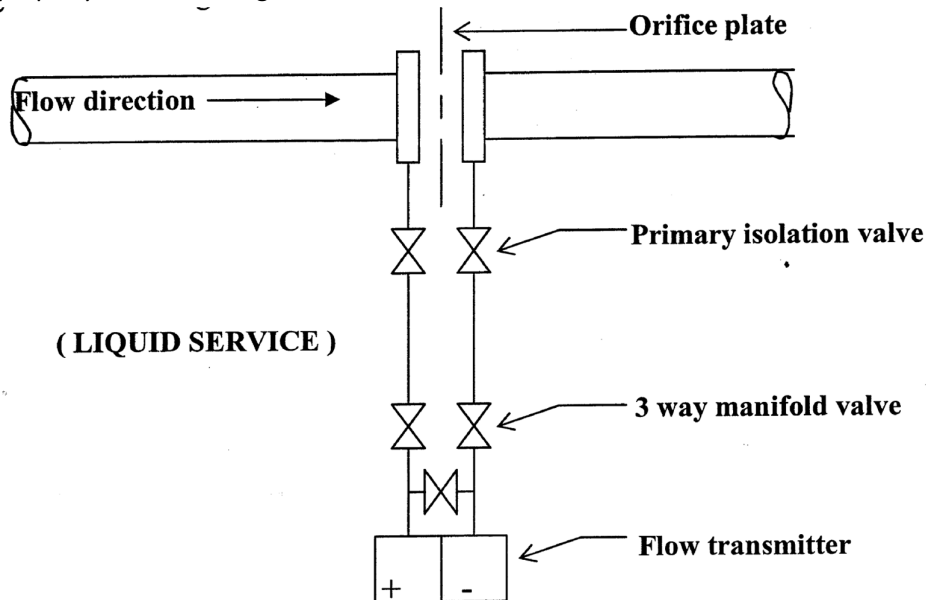 Orifice plate
Flow direction
Primary isolation valve
( LIQUID SERVICE )
3 way manifold valve
Flow transmitter
+ -